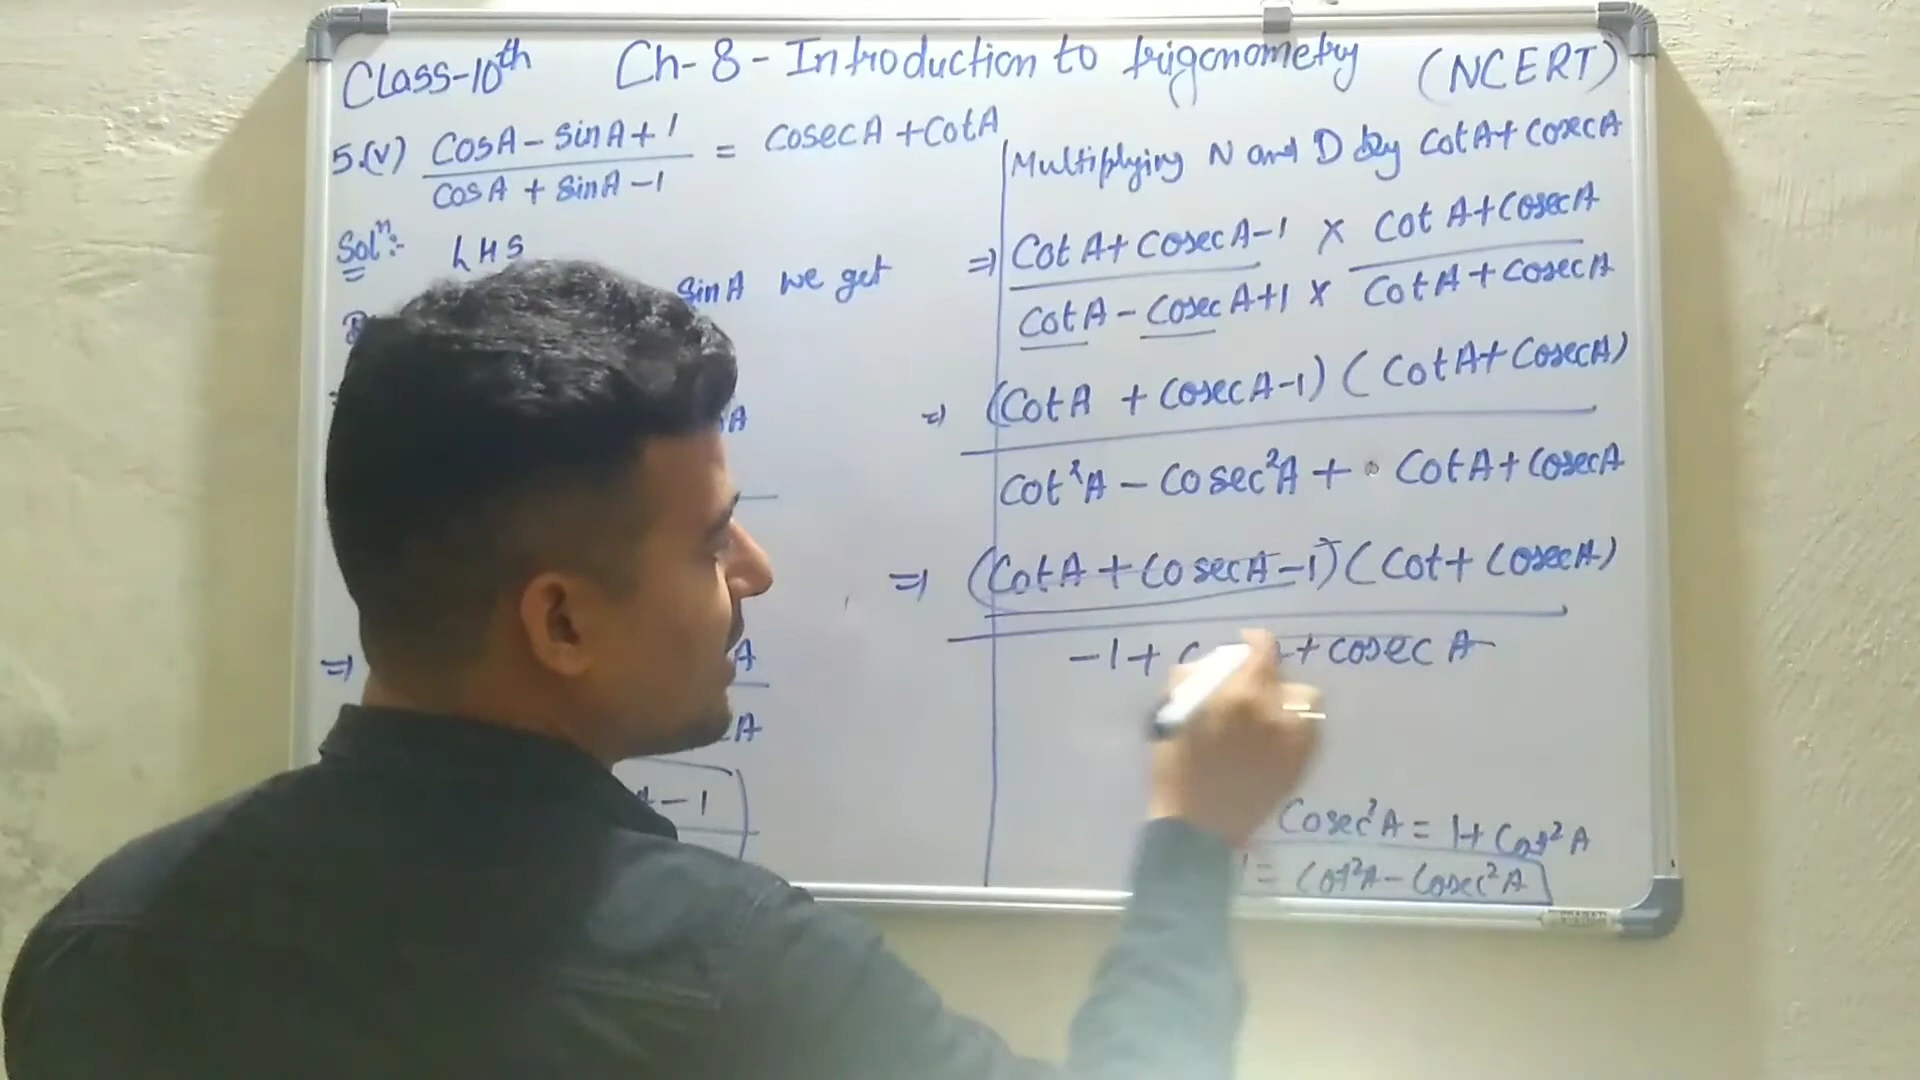 Class-10th Ch-8-Introduction to trigonometry (NCERT)
5.(v) CosA - SinA + 1 / CosA + SinA - 1 = CosecA + CotA
Solⁿ:- LHS
SinA we get
A
⇒ A
A
-1
Multiplying N and D by CotA + CosecA
⇒ CotA + CosecA - 1 × CotA + CosecA
CotA - CosecA + 1 × CotA + CosecA
⇒ (CotA + CosecA - 1) (CotA + CosecA)
Cot²A - Cosec²A + CotA + CosecA
⇒ (CotA + CosecA - 1) (Cot + CosecA)
-1 + + CosecA
Cosec²A = 1 + Cot²A
= Cot²A - Cosec²A